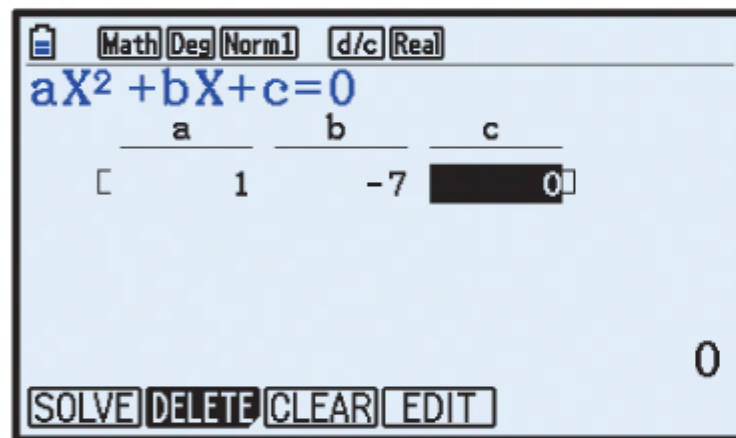 Math Deg Norm1 d/c Real
aX² +bX+c=0
a b c
[ 1 -7 0 ]
0
SOLVE DELETE CLEAR EDIT